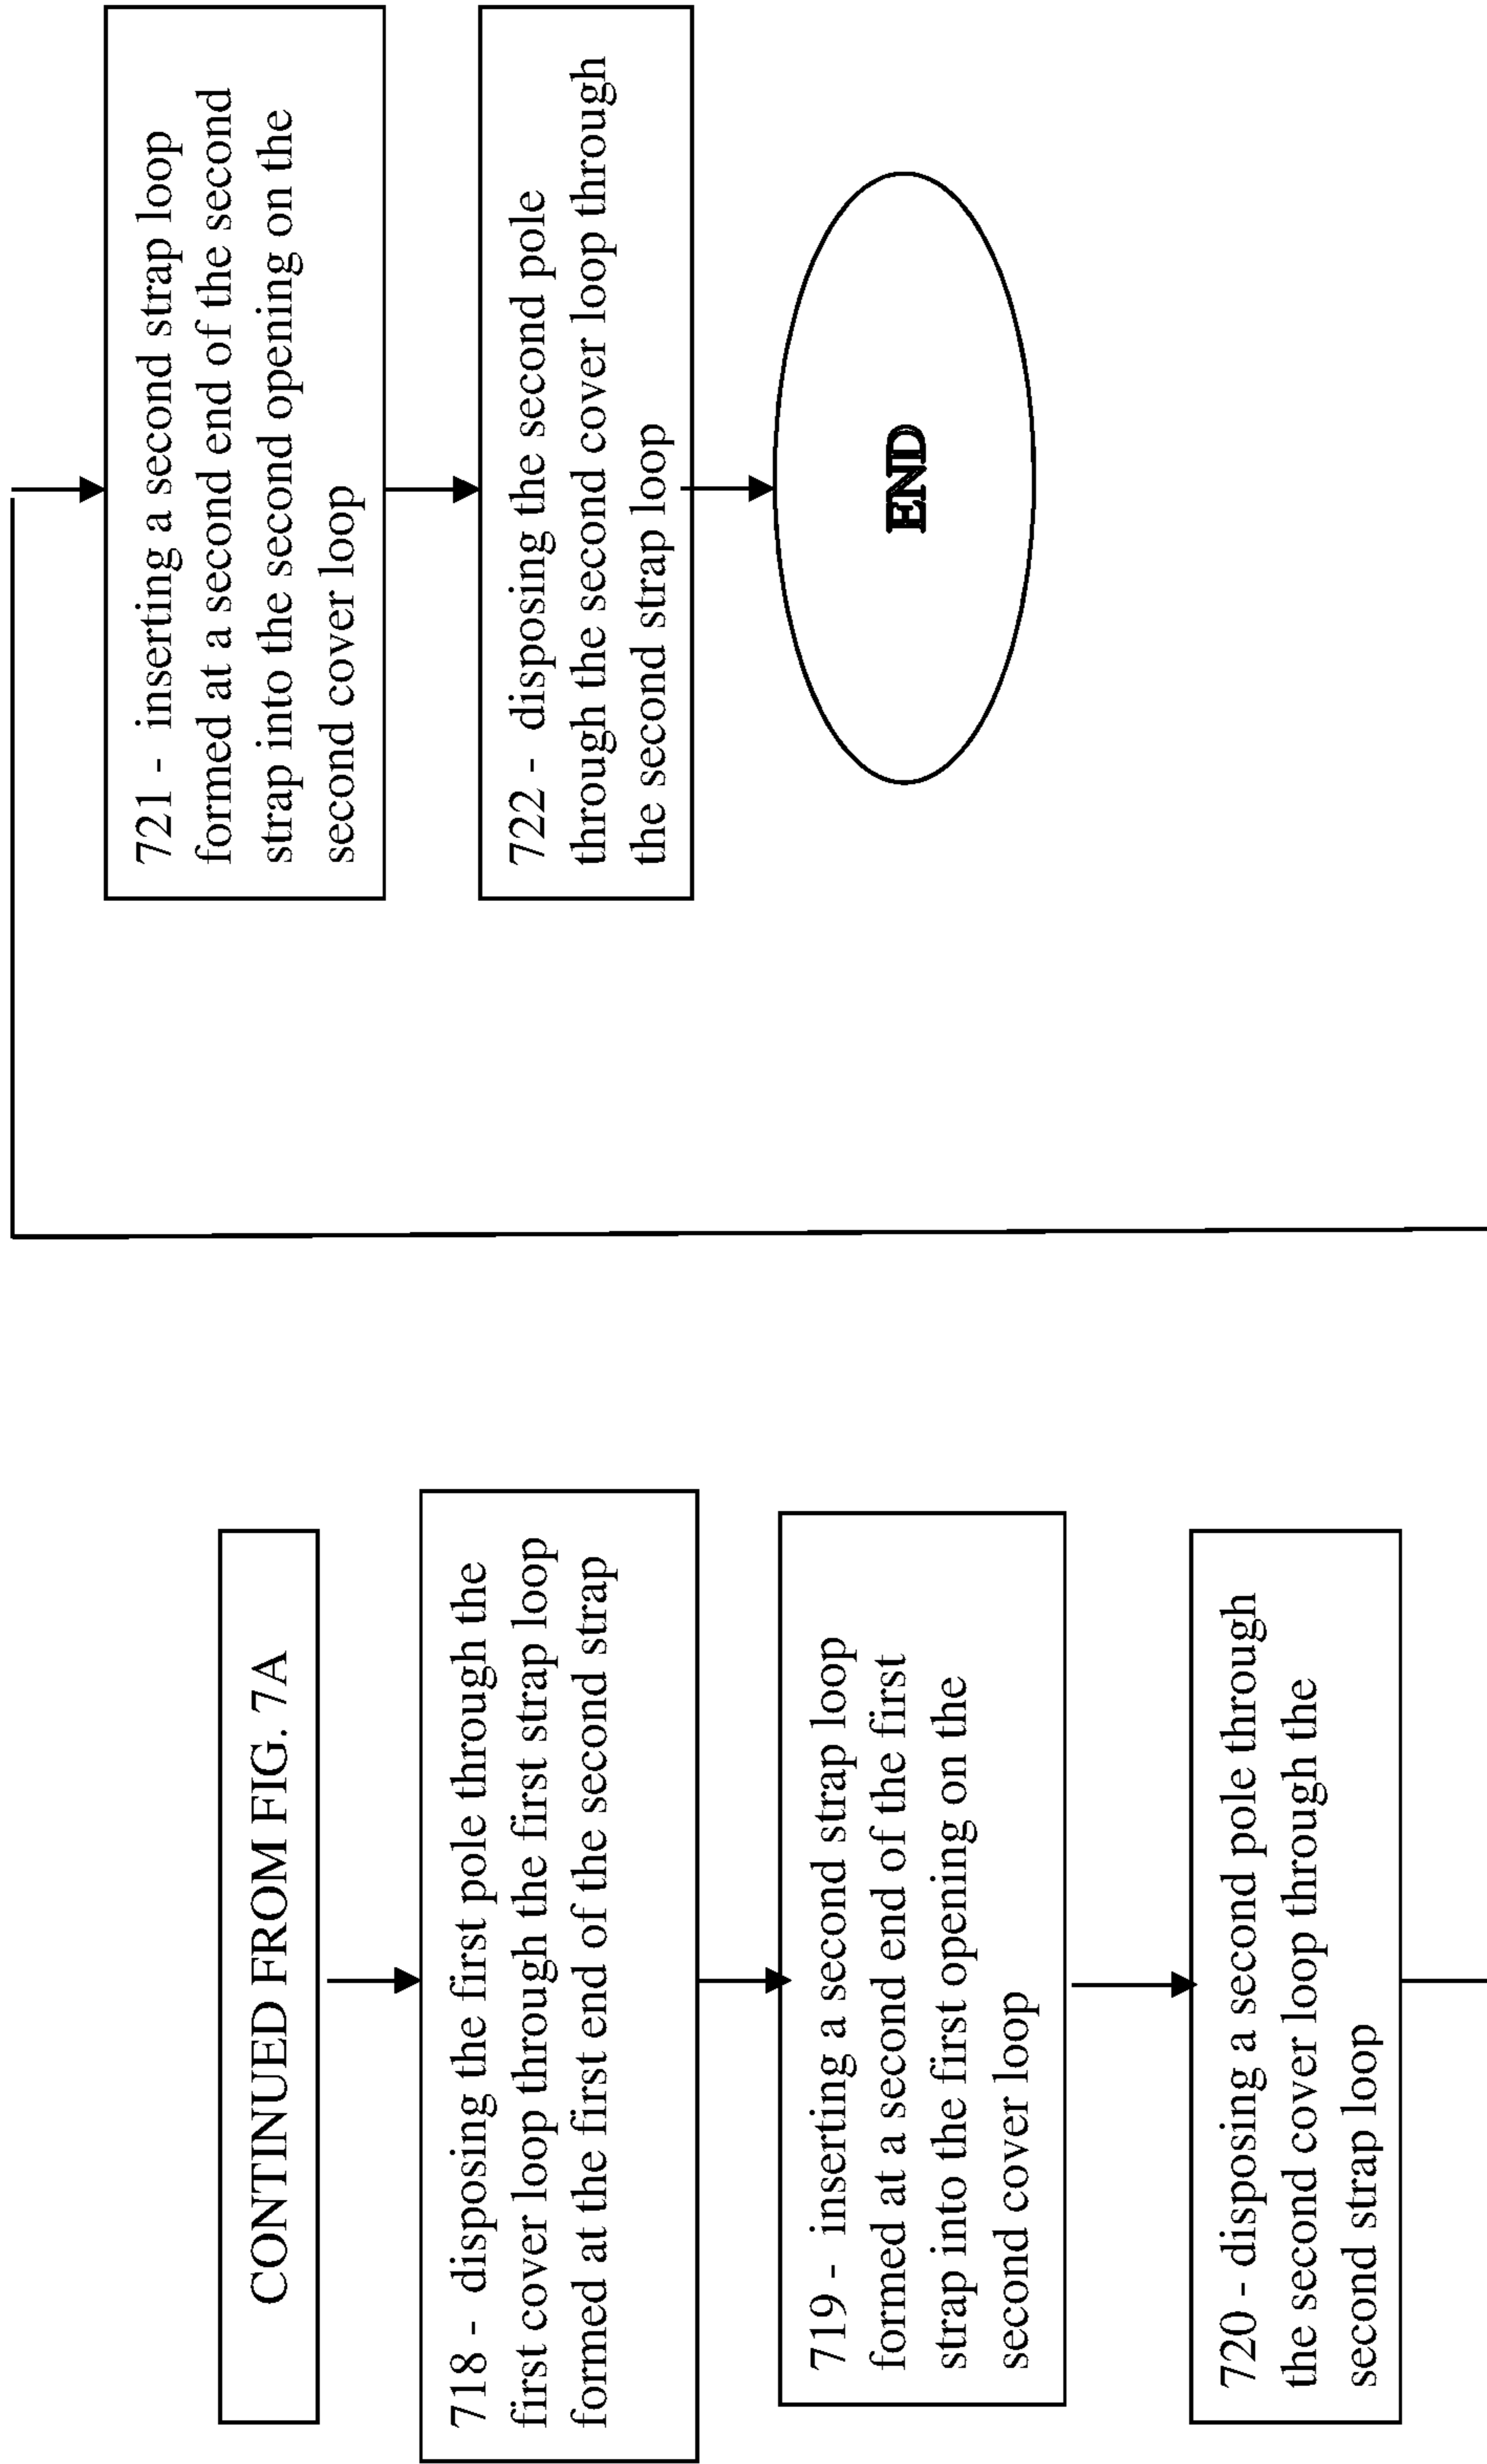 CONTINUED FROM FIG. 7A
718 - disposing the first pole through the
first cover loop through the first strap loop
formed at the first end of the second strap
719 - inserting a second strap loop
formed at a second end of the first
strap into the first opening on the
second cover loop
720 - disposing a second pole through
the second cover loop through the
second strap loop
721 - inserting a second strap loop
formed at a second end of the second
strap into the second opening on the
second cover loop
722 - disposing the second pole
through the second cover loop through
the second strap loop
END